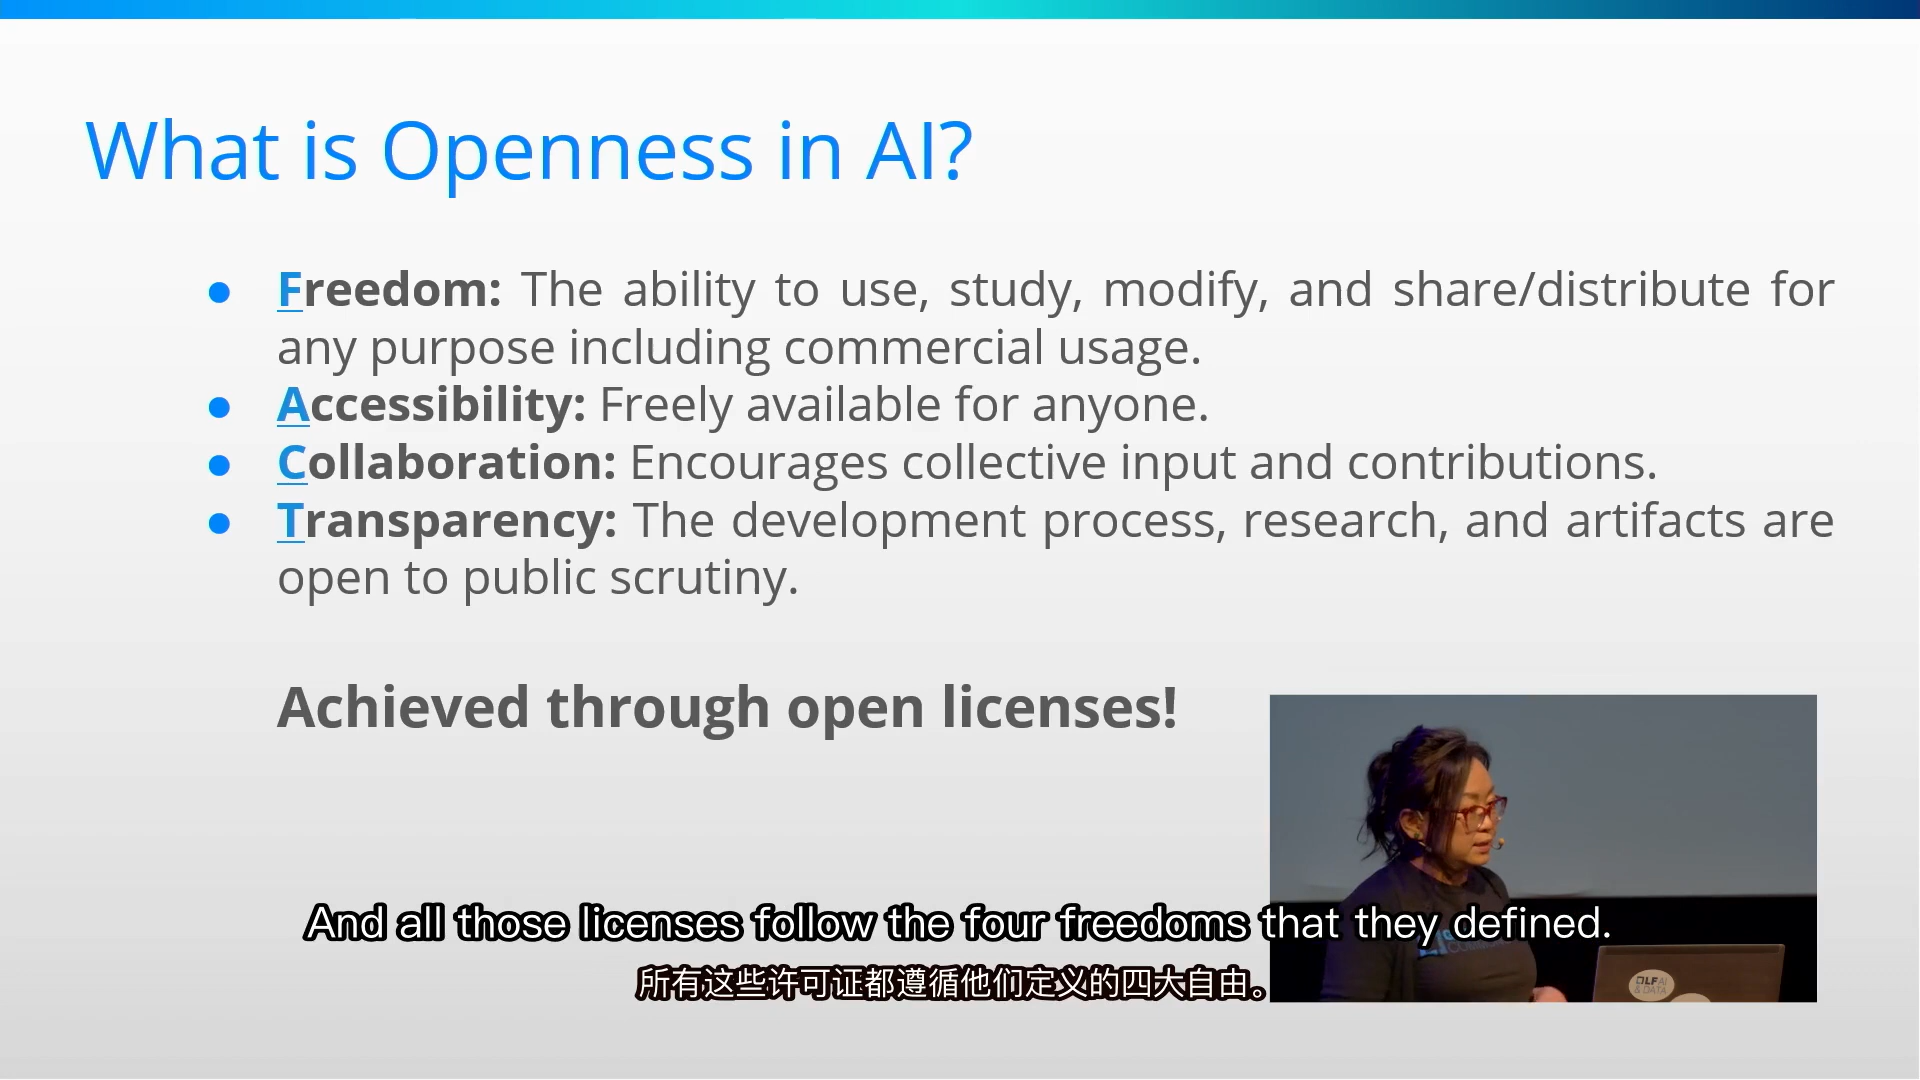 What is Openness in AI?
● Freedom: The ability to use, study, modify, and share/distribute for
any purpose including commercial usage.
● Accessibility: Freely available for anyone.
● Collaboration: Encourages collective input and contributions.
● Transparency: The development process, research, and artifacts are
open to public scrutiny.
Achieved through open licenses!
And all those licenses follow the four freedoms that they defined.
所有这些许可证都遵循他们定义的四大自由。
LF AI
& DATA